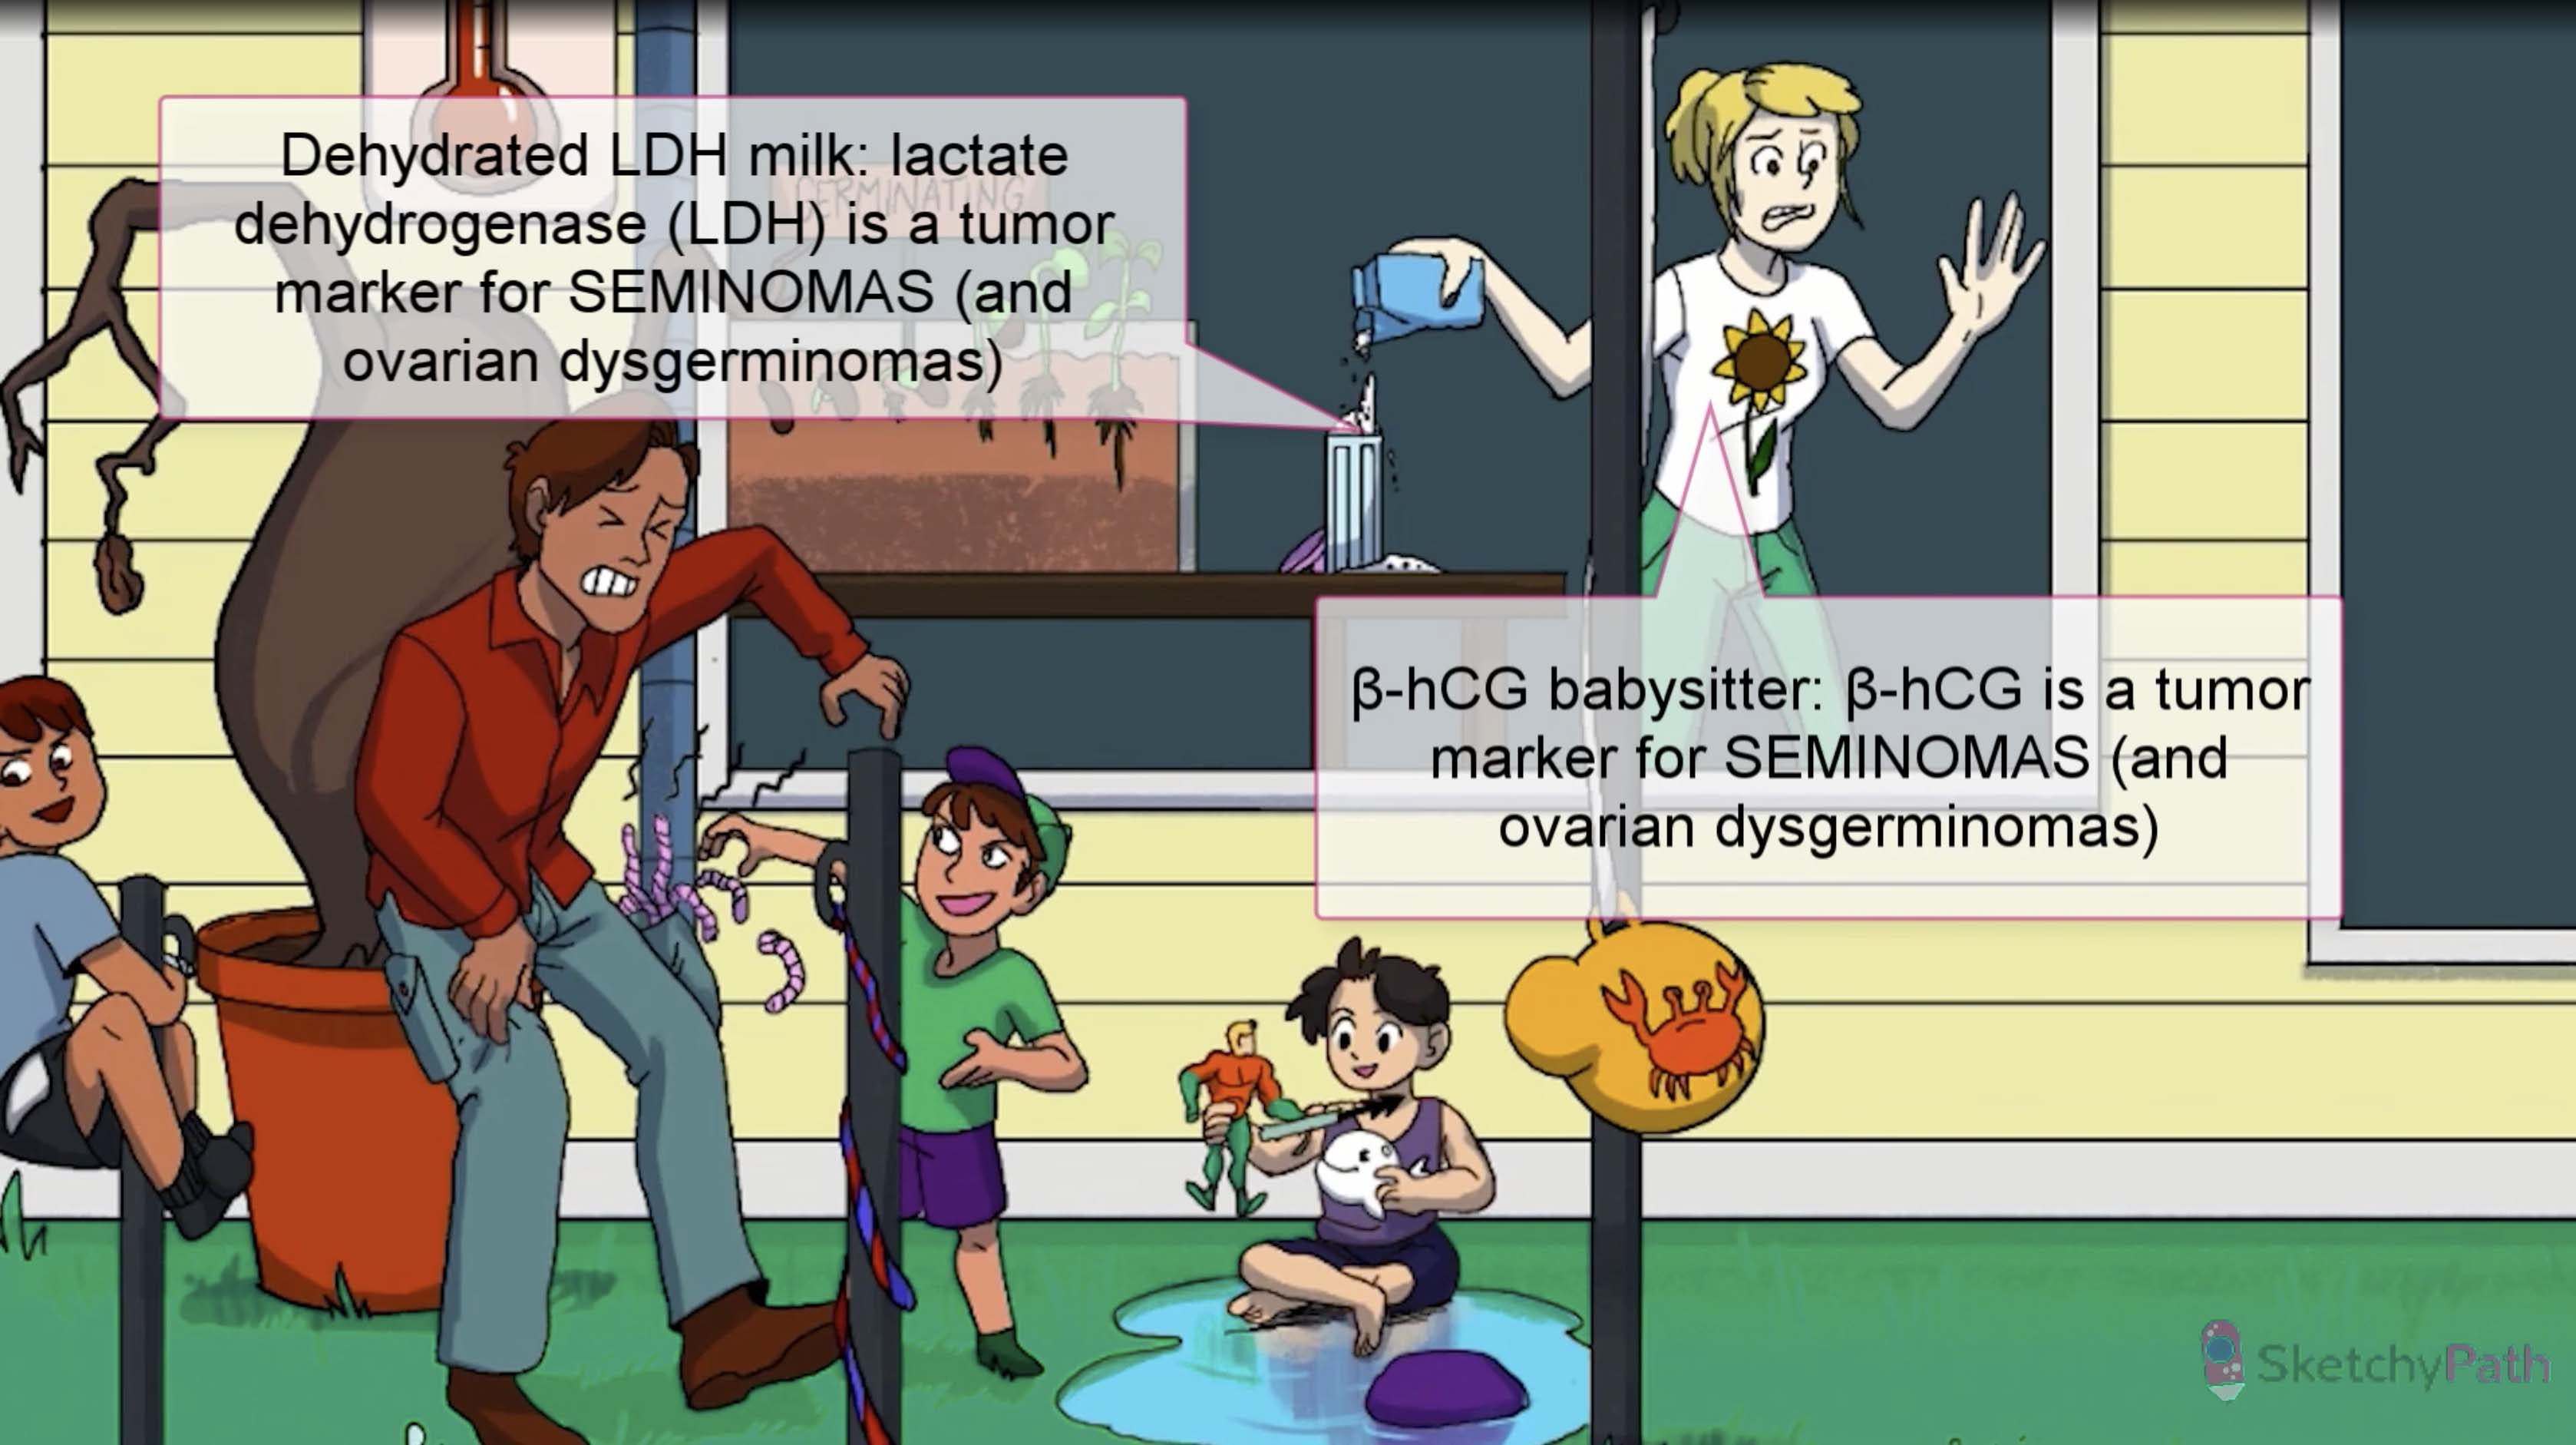 Dehydrated LDH milk: lactate
dehydrogenase (LDH) is a tumor
marker for SEMINOMAS (and
ovarian dysgerminomas)
GERMINATING
β-hCG babysitter: β-hCG is a tumor
marker for SEMINOMAS (and
ovarian dysgerminomas)
SketchyPath